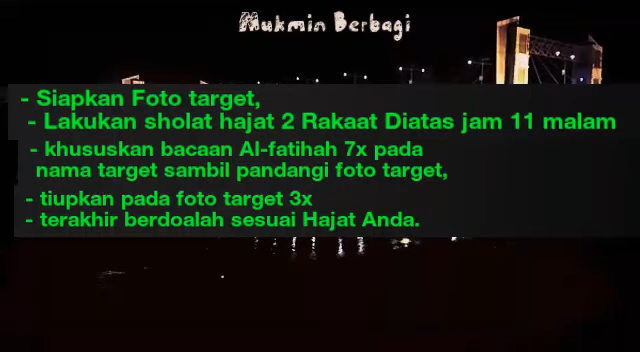 Mukmin Berbagi
- Siapkan Foto target,
- Lakukan sholat hajat 2 Rakaat Diatas jam 11 malam
- khususkan bacaan Al-fatihah 7x pada
nama target sambil pandangi foto target,
- tiupkan pada foto target 3x
- terakhir berdoalah sesuai Hajat Anda.